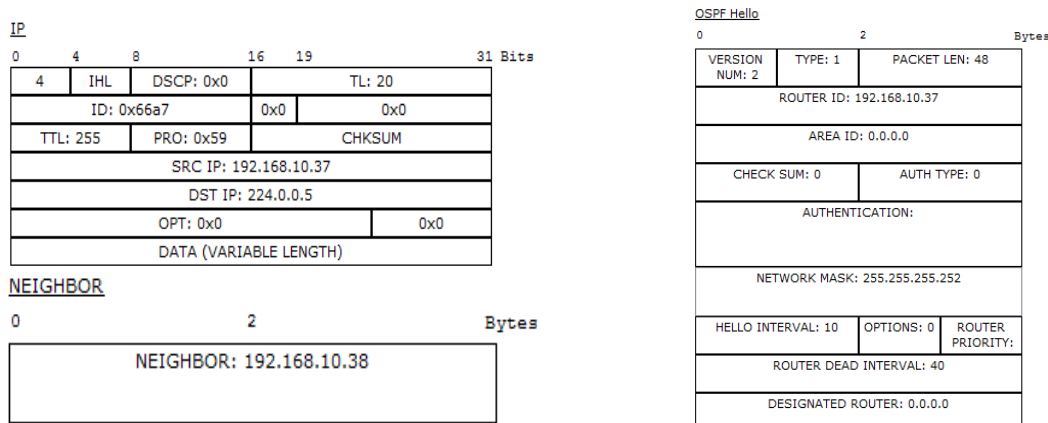 IP
0 4 8 16 19 31 Bits
4 IHL DSCP: 0x0 TL: 20
ID: 0x66a7 0x0 0x0
TTL: 255 PRO: 0x59 CHKSUM
SRC IP: 192.168.10.37
DST IP: 224.0.0.5
OPT: 0x0 0x0
DATA (VARIABLE LENGTH)
NEIGHBOR
0 2 Bytes
NEIGHBOR: 192.168.10.38
OSPF Hello
0 2 Bytes
VERSION NUM: 2 TYPE: 1 PACKET LEN: 48
ROUTER ID: 192.168.10.37
AREA ID: 0.0.0.0
CHECK SUM: 0 AUTH TYPE: 0
AUTHENTICATION:
NETWORK MASK: 255.255.255.252
HELLO INTERVAL: 10 OPTIONS: 0 ROUTER PRIORITY:
ROUTER DEAD INTERVAL: 40
DESIGNATED ROUTER: 0.0.0.0